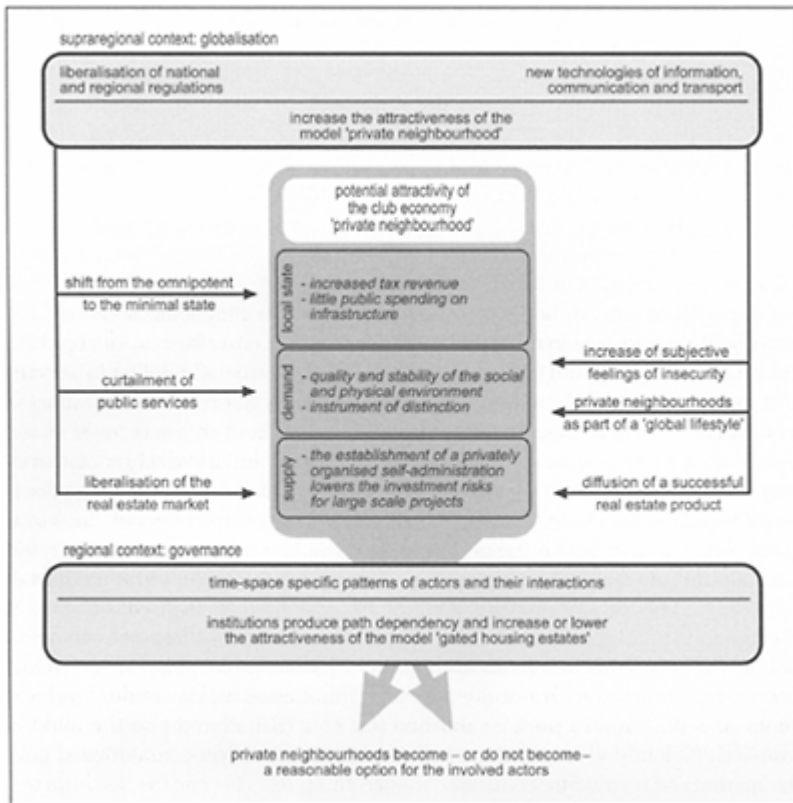 supraregional context: globalisation
liberalisation of national
and regional regulations
new technologies of information,
communication and transport
increase the attractiveness of the
model 'private neighbourhood'
potential attractivity of
the club economy
'private neighbourhood'
shift from the omnipotent
to the minimal state
local state
- increased tax revenue
- little public spending on
infrastructure
curtailment of
public services
demand
- quality and stability of the social
and physical environment
- instrument of distinction
increase of subjective
feelings of insecurity
private neighbourhoods
as part of a 'global lifestyle'
liberalisation of the
real estate market
supply
- the establishment of a privately
organised self-administration
lowers the investment risks
for large scale projects
diffusion of a successful
real estate product
regional context: governance
time-space specific patterns of actors and their interactions
institutions produce path dependency and increase or lower
the attractiveness of the model 'gated housing estates'
private neighbourhoods become – or do not become –
a reasonable option for the involved actors